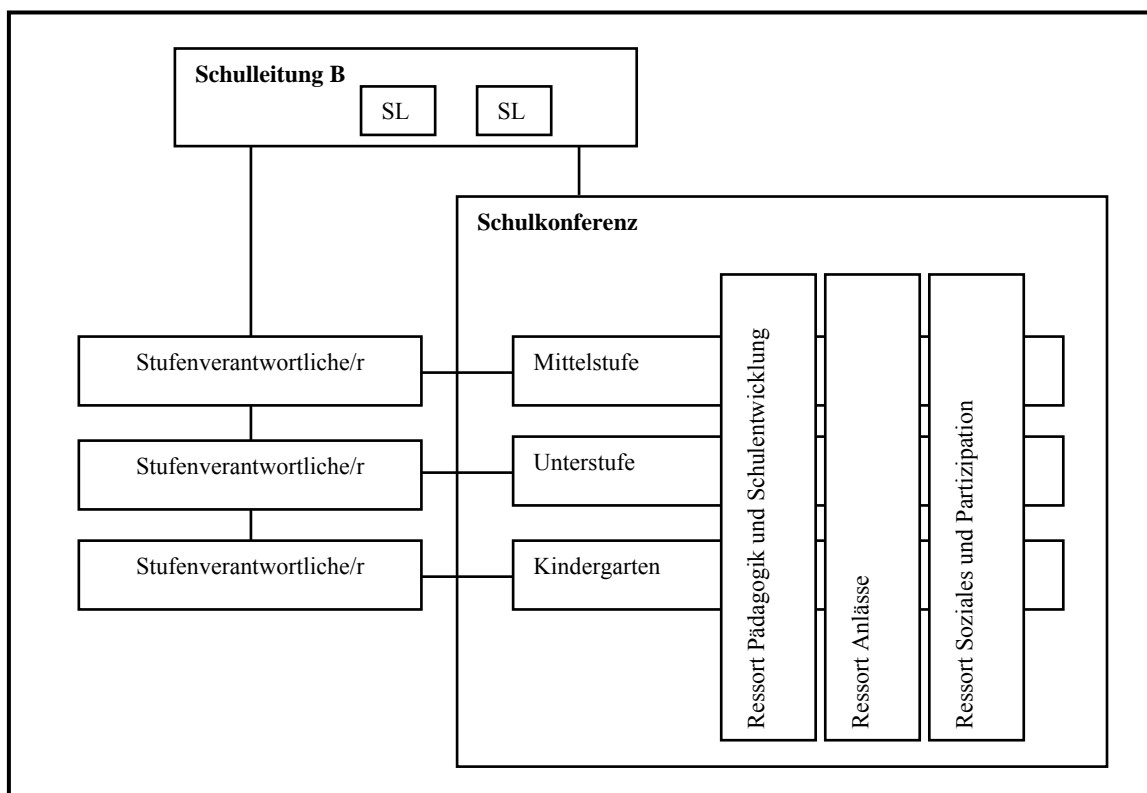 Schulleitung B
SL
SL
Schulkonferenz
Stufenverantwortliche/r
Mittelstufe
Stufenverantwortliche/r
Unterstufe
Stufenverantwortliche/r
Kindergarten
Ressort Pädagogik und Schulentwicklung
Ressort Anlässe
Ressort Soziales und Partizipation